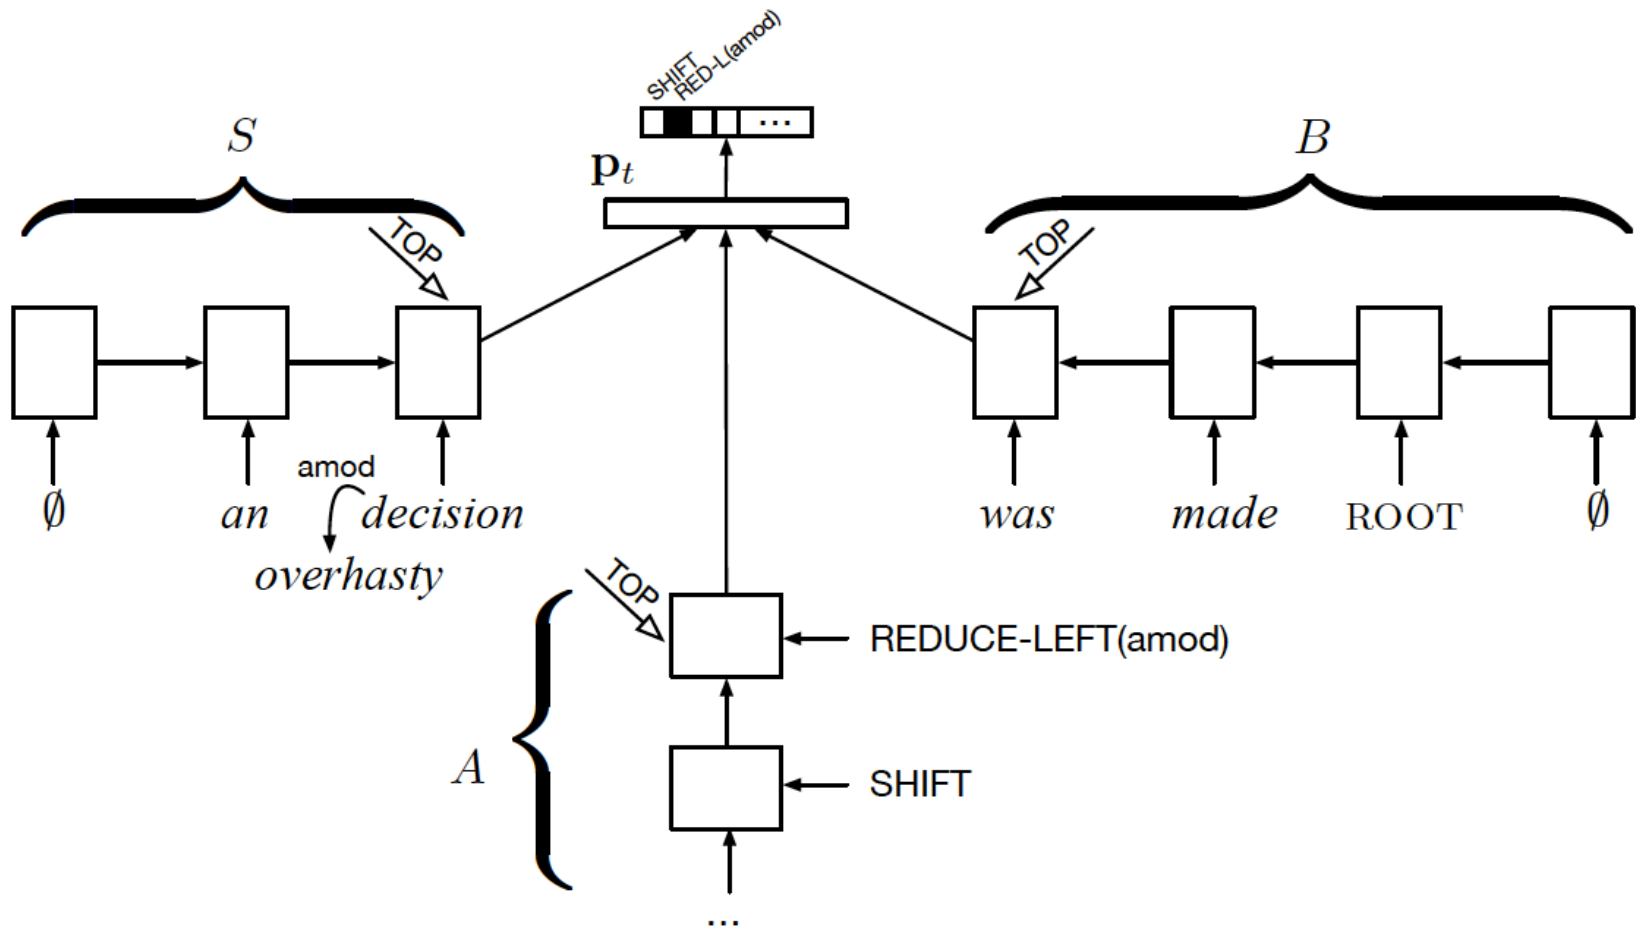 SHIFT
RED-L(amod)
...
p_t
S
B
TOP
TOP
amod
∅ an decision was made ROOT ∅
overhasty
TOP
REDUCE-LEFT(amod)
A
SHIFT
...